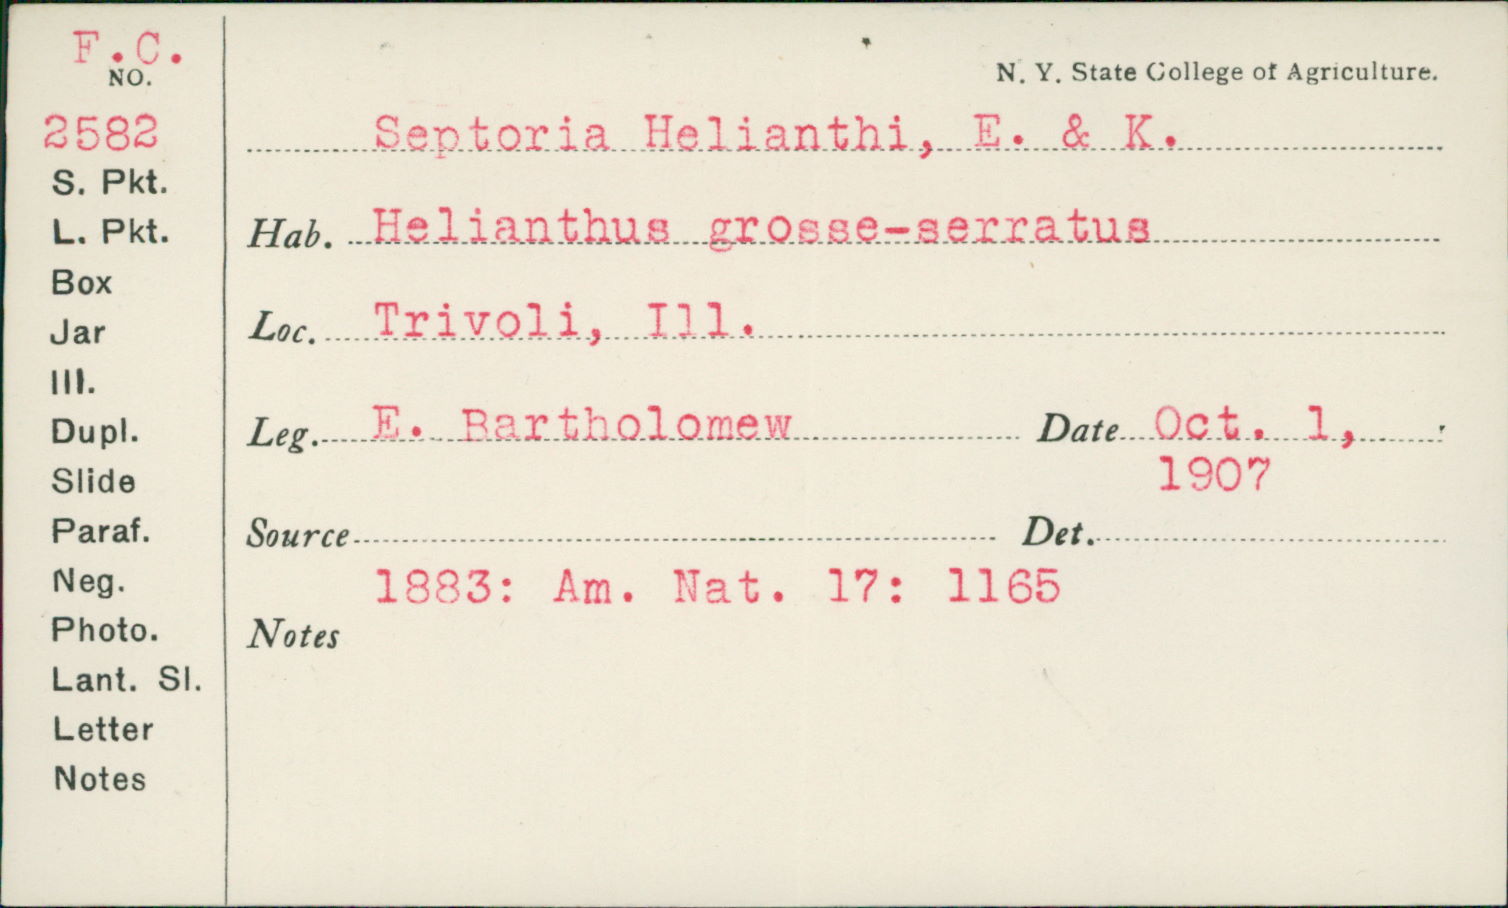 F.C.
NO.
2582
S. Pkt.
L. Pkt.
Box
Jar
Ill.
Dupl.
Slide
Paraf.
Neg.
Photo.
Lant. Sl.
Letter
Notes
N. Y. State College of Agriculture.
Septoria Helianthi, E. & K.
Hab. Helianthus grosse-serratus
Loc. Trivoli, Ill.
Leg. E. Bartholomew Date Oct. 1,
1907
Source Det.
1883: Am. Nat. 17: 1165
Notes